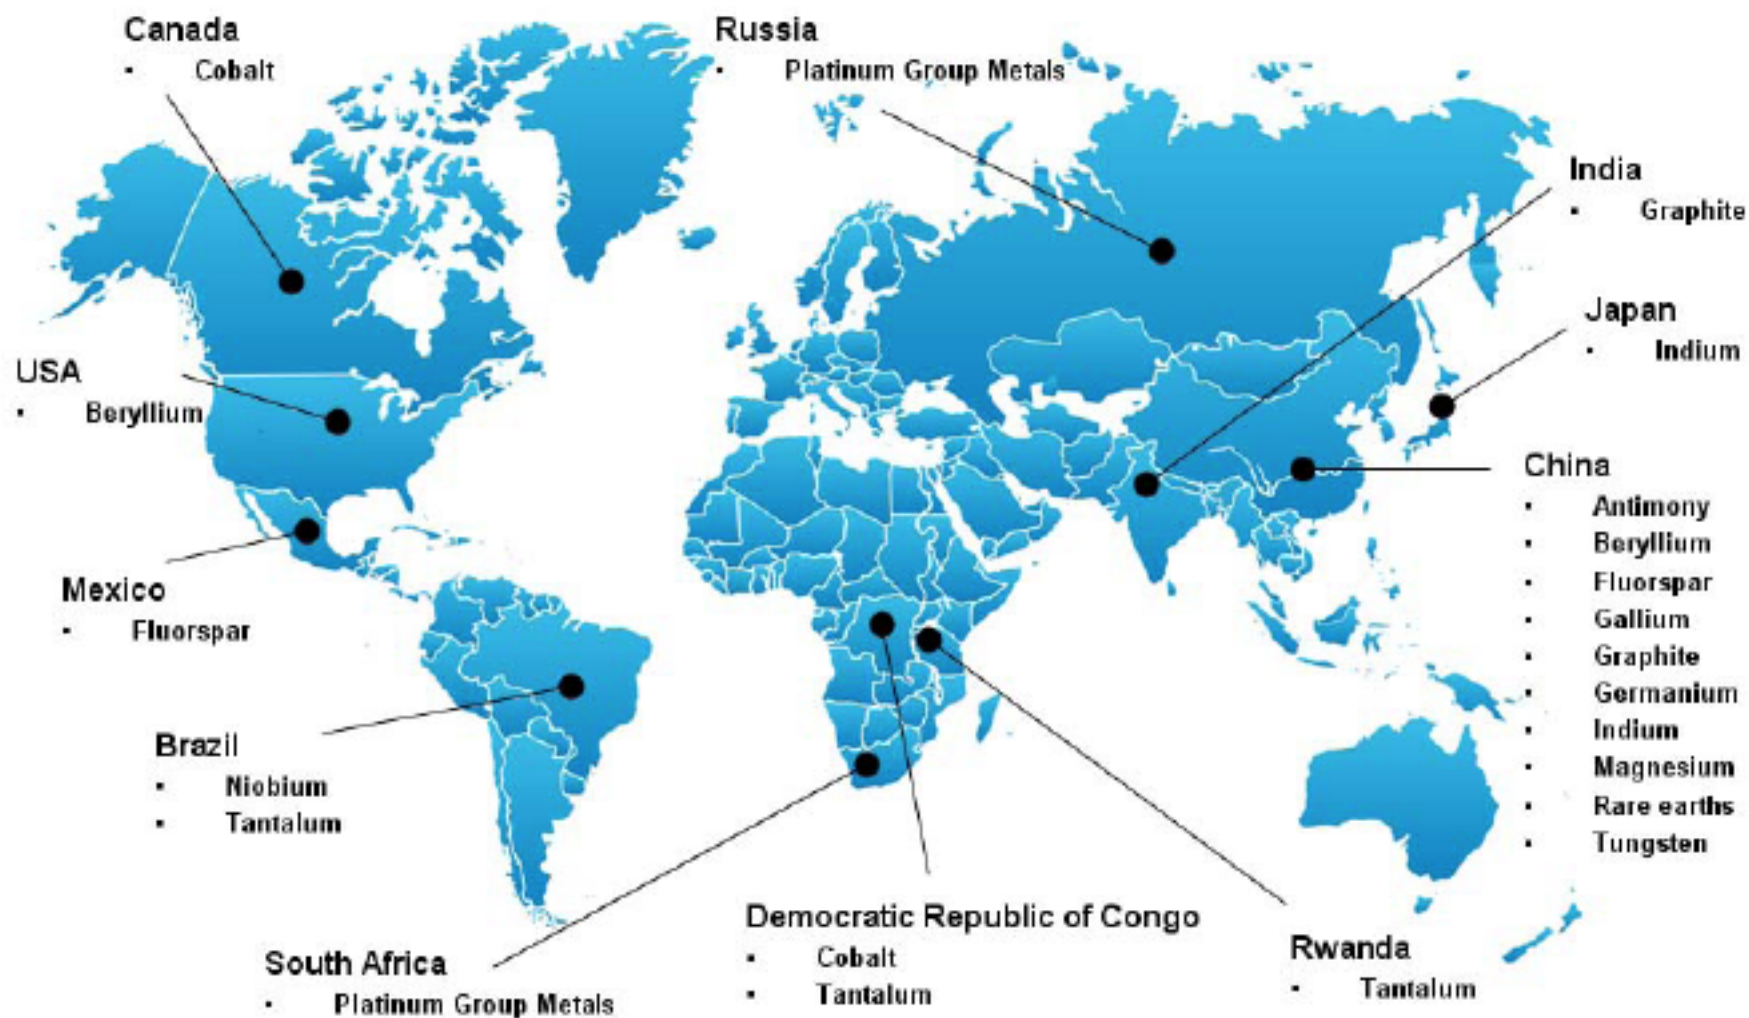 Canada
▪ Cobalt
Russia
▪ Platinum Group Metals
India
▪ Graphite
Japan
▪ Indium
USA
▪ Beryllium
China
▪ Antimony
▪ Beryllium
▪ Fluorspar
▪ Gallium
▪ Graphite
▪ Germanium
▪ Indium
▪ Magnesium
▪ Rare earths
▪ Tungsten
Mexico
▪ Fluorspar
Brazil
▪ Niobium
▪ Tantalum
South Africa
▪ Platinum Group Metals
Democratic Republic of Congo
▪ Cobalt
▪ Tantalum
Rwanda
▪ Tantalum